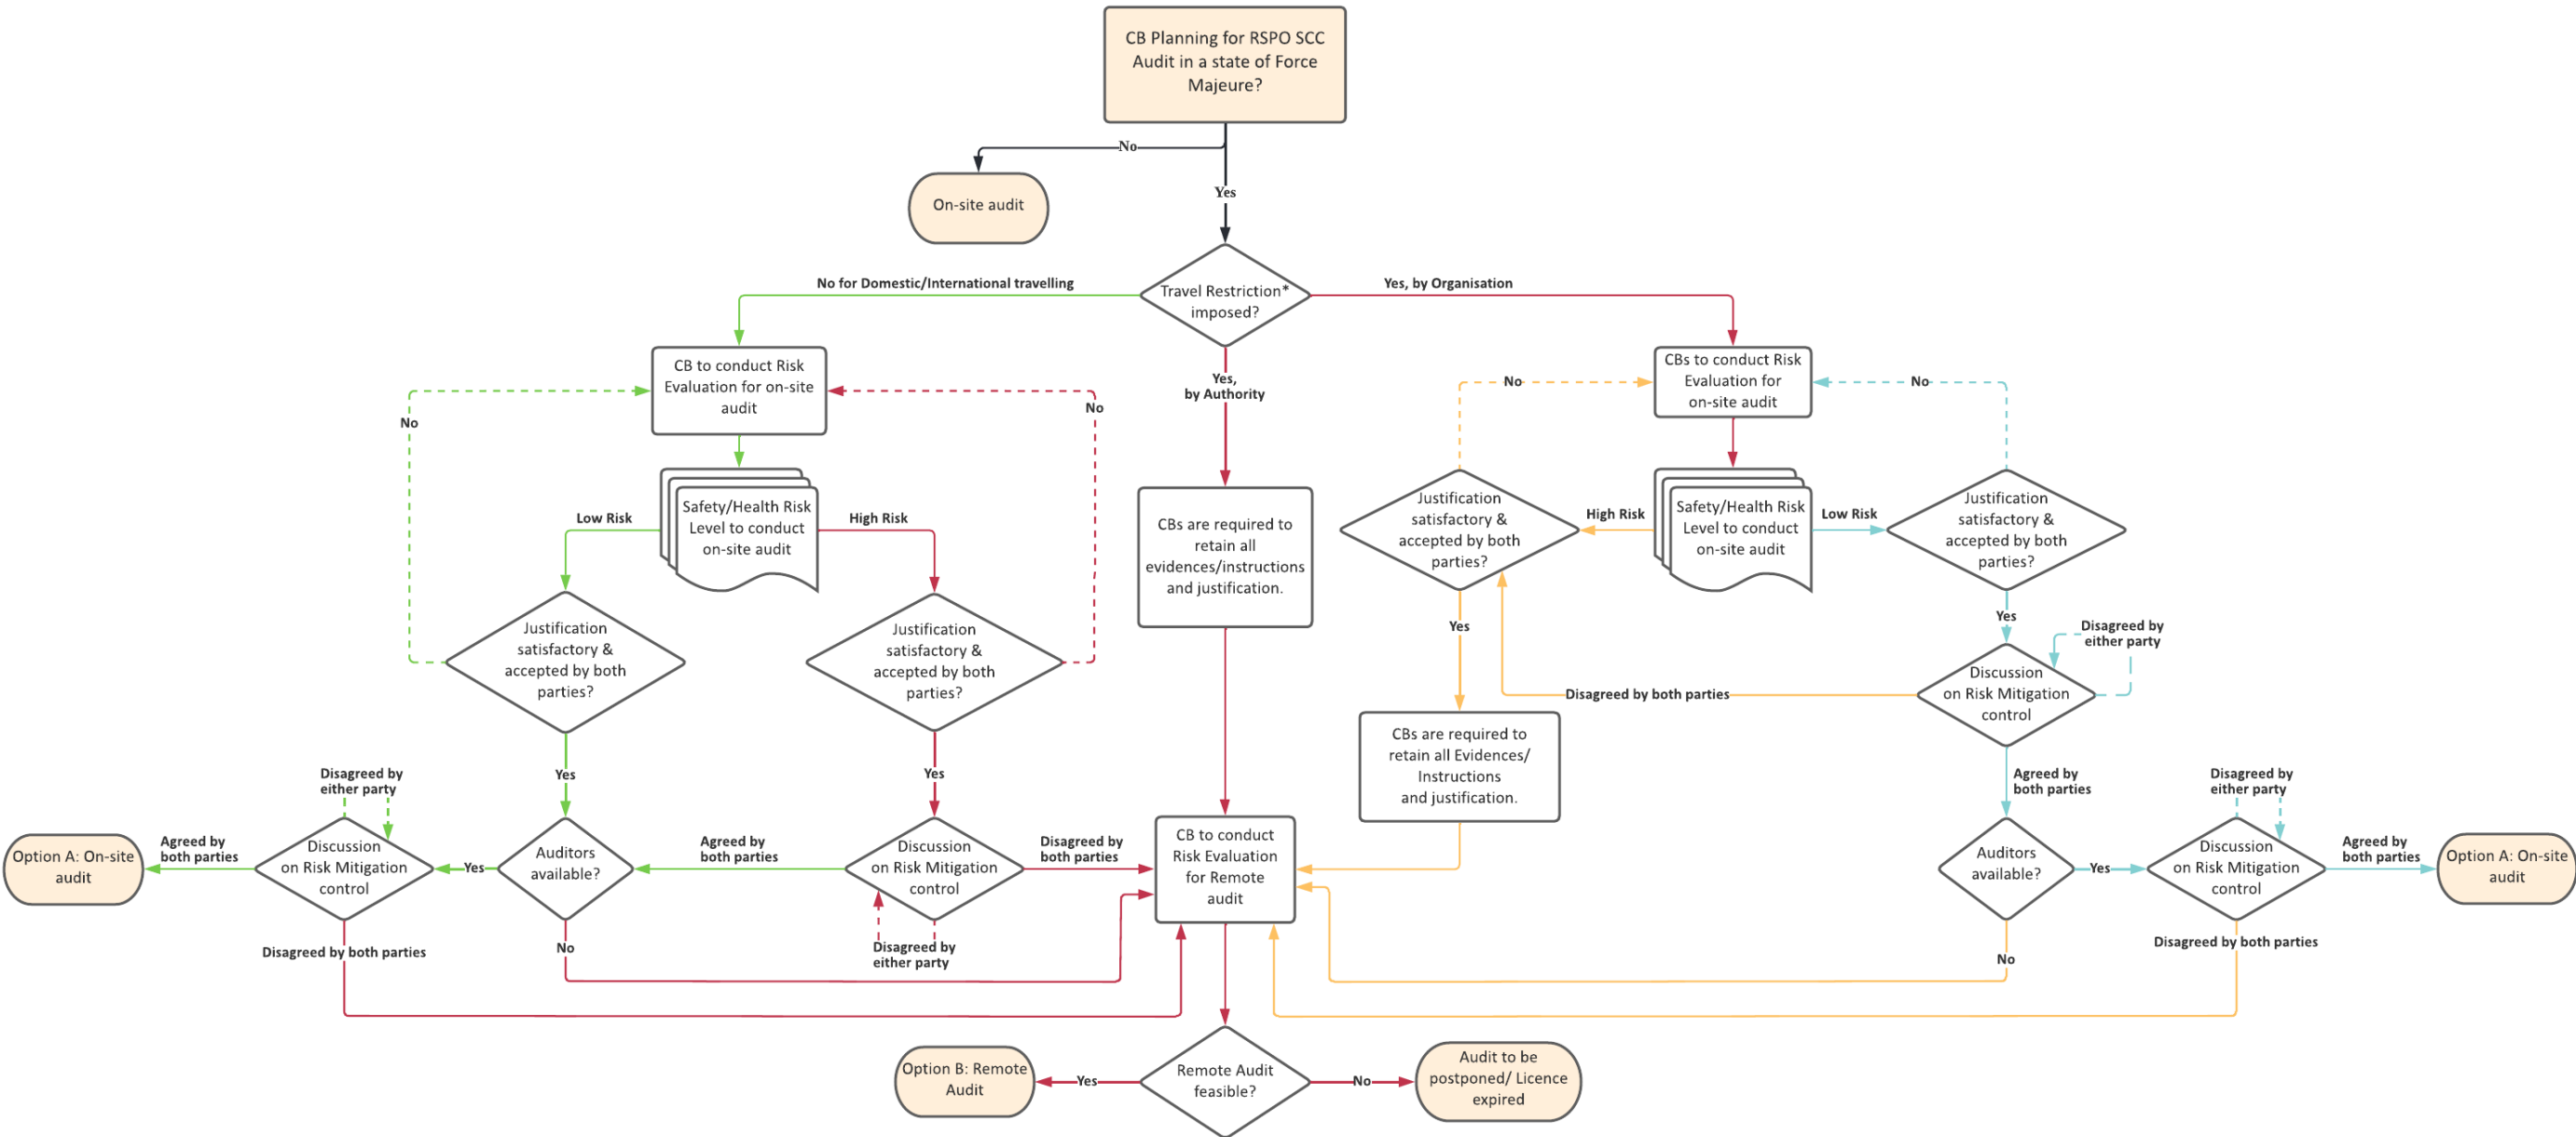 CB Planning for RSPO SCC
Audit in a state of Force
Majeure?
No
Yes
On-site audit
Travel Restriction*
imposed?
No for Domestic/International travelling
Yes, by Organisation
Yes,
by Authority
CB to conduct Risk
Evaluation for on-site
audit
No
No
Safety/Health Risk
Level to conduct
on-site audit
Low Risk
High Risk
Justification
satisfactory &
accepted by both
parties?
Justification
satisfactory &
accepted by both
parties?
Yes
Yes
Disagreed by
either party
Option A: On-site
audit
Agreed by
both parties
Discussion
on Risk Mitigation
control
Yes
Auditors
available?
Agreed by
both parties
Discussion
on Risk Mitigation
control
Disagreed by
both parties
Disagreed by both parties
No
Disagreed by
either party
CBs are required to
retain all
evidences/instructions
and justification.
CB to conduct
Risk Evaluation
for Remote
audit
CBs to conduct Risk
Evaluation for
on-site audit
No
No
Justification
satisfactory &
accepted by both
parties?
High Risk
Safety/Health Risk
Level to conduct
on-site audit
Low Risk
Justification
satisfactory &
accepted by both
parties?
Yes
Yes
Disagreed by
either party
Disagreed by both parties
Discussion
on Risk Mitigation
control
CBs are required to
retain all Evidences/
Instructions
and justification.
Agreed by
both parties
Disagreed by
either party
Auditors
available?
Yes
Discussion
on Risk Mitigation
control
Agreed by
both parties
Option A: On-site
audit
No
Disagreed by both parties
Option B: Remote
Audit
Yes
Remote Audit
feasible?
No
Audit to be
postponed/ Licence
expired